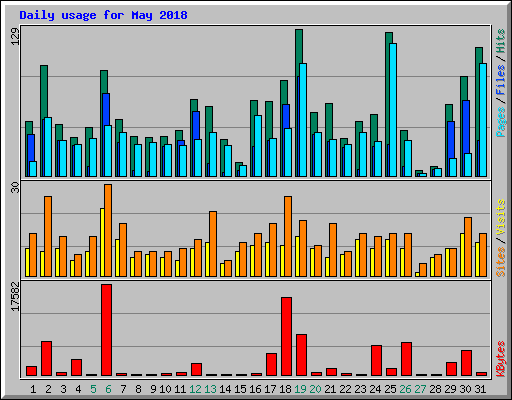 Daily usage for May 2018
129
Pages/Files/Hits
30
Sites/Visits
17582
KBytes
1 2 3 4 5 6 7 8 9 10 11 12 13 14 15 16 17 18 19 20 21 22 23 24 25 26 27 28 29 30 31